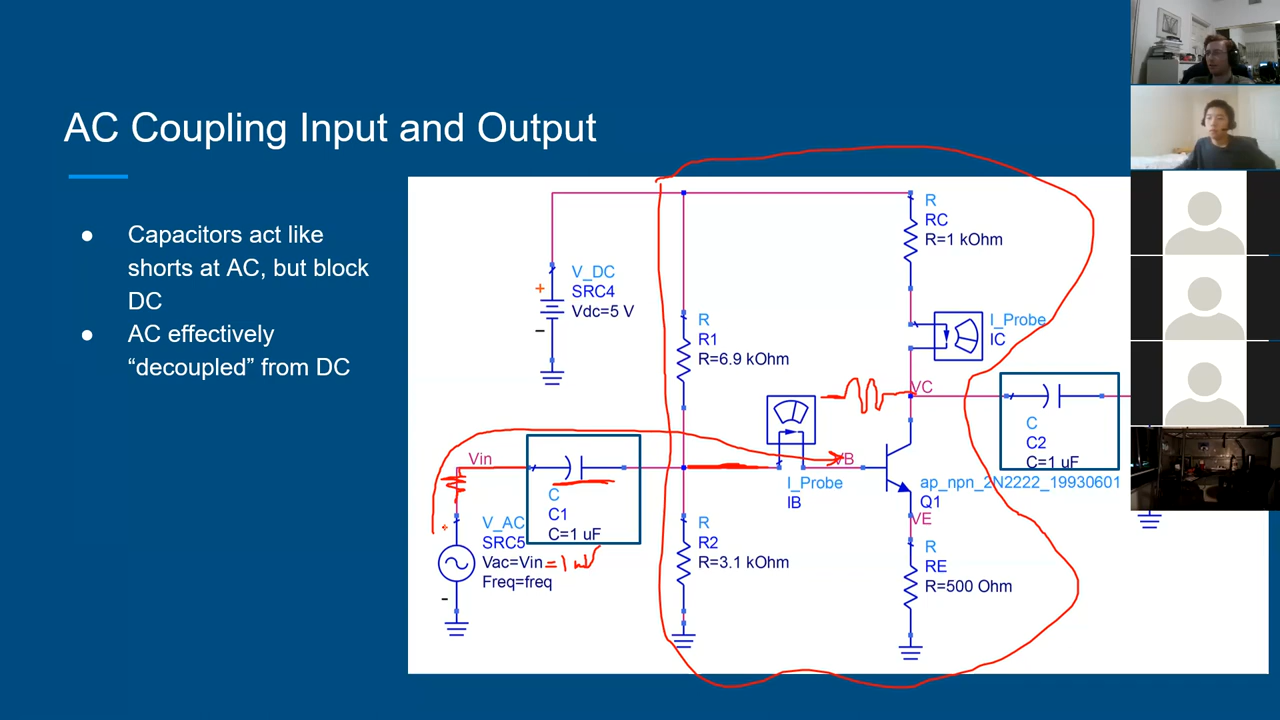 AC Coupling Input and Output
● Capacitors act like
shorts at AC, but block
DC
● AC effectively
“decoupled” from DC
+
−
V_DC
SRC4
Vdc=5 V
R
R1
R=6.9 kOhm
R
RC
R=1 kOhm
I_Probe
IC
VC
Vin
C
C1
C=1 uF
I_Probe
IB
VB
C
C2
C=1 uF
ap_npn_2N2222_19930601
Q1
VE
+
-
V_AC
SRC5
Vac=Vin
Freq=freq
R
R2
R=3.1 kOhm
R
RE
R=500 Ohm